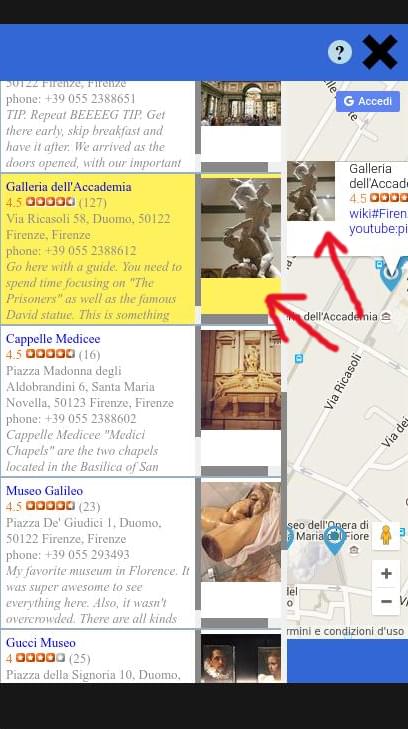 ?
G Accedi
50122 Firenze, Firenze
phone: +39 055 2388651
TIP. Repeat BEEEEG TIP. Get
there early, skip breakfast and
have it after. We arrived as the
doors opened, with our important
Galleria dell'Accademia
4.5 (127)
Via Ricasoli 58, Duomo, 50122
Firenze, Firenze
phone: +39 055 2388612
Go here with a guide. You need to
spend time focusing on "The
Prisoners" as well as the famous
David statue. This is something
Cappelle Medicee
4.5 (16)
Piazza Madonna degli
Aldobrandini 6, Santa Maria
Novella, 50123 Firenze, Firenze
phone: +39 055 2388602
Cappelle Medicee "Medici
Chapels" are the two chapels
located in the Basilica of San
Museo Galileo
4.5 (23)
Piazza De' Giudici 1, Duomo,
50122 Firenze, Firenze
phone: +39 055 293493
My favorite museum in Florence. It
was super awesome to see
everything here. Also, it wasn't
overcrowded. There are all kinds
Gucci Museo
4 (25)
Piazza della Signoria 10, Duomo,
Galleria
dell'Accade
4.5
wiki#Firen
youtube:pi
dell'Accademia
Via Ricasoli
Via dei
seo dell'Opera di
Maria del Fiore
del
rmini e condizioni d'uso